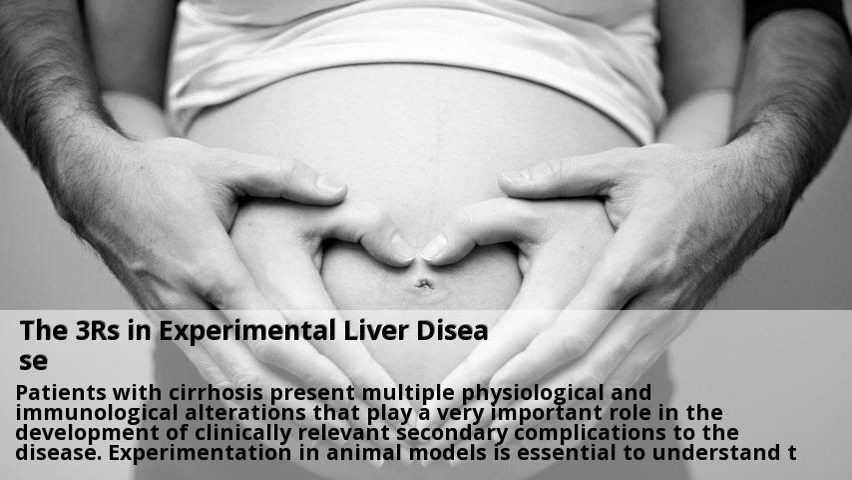 The 3Rs in Experimental Liver Disea
se
Patients with cirrhosis present multiple physiological and
immunological alterations that play a very important role in the
development of clinically relevant secondary complications to the
disease. Experimentation in animal models is essential to understand t